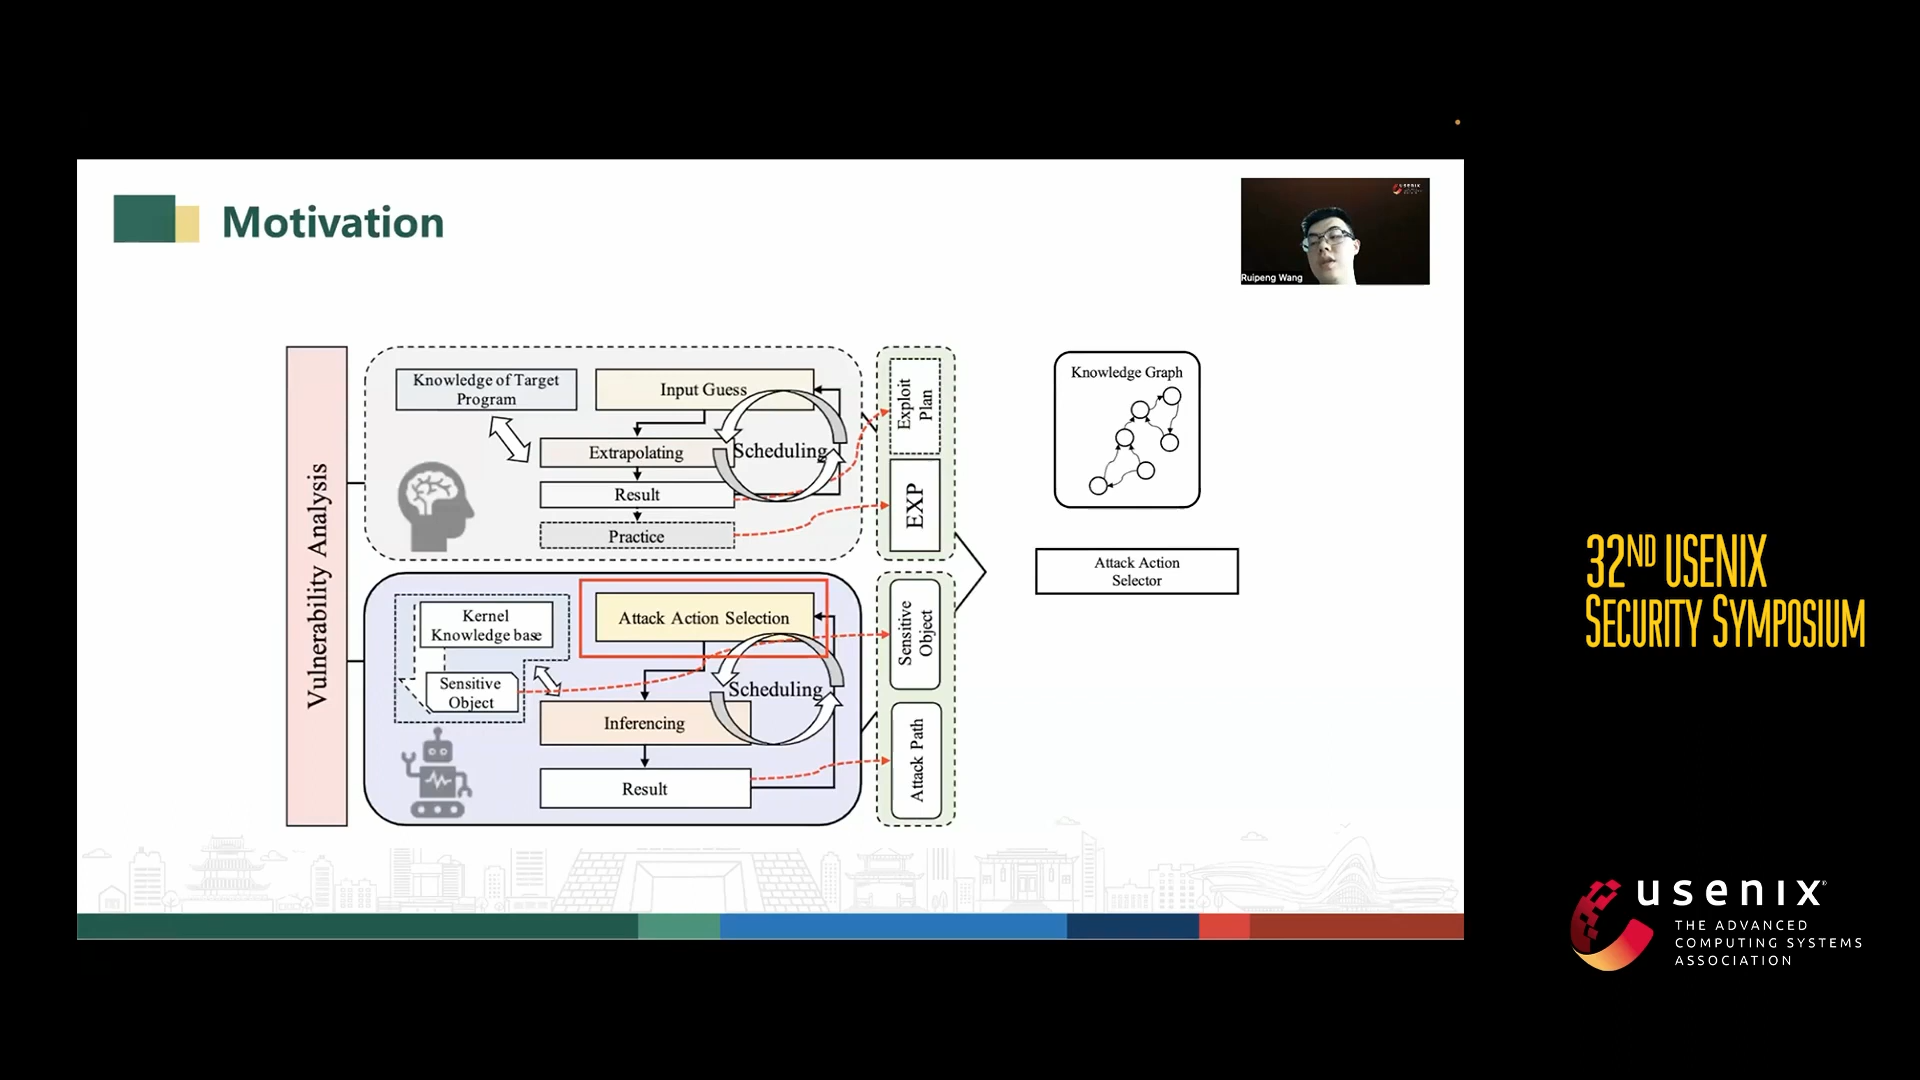 Motivation
usenix
Ruipeng Wang
Vulnerability Analysis
Knowledge of Target
Program
Input Guess
Extrapolating
Scheduling
Result
Practice
Exploit
Plan
EXP
Kernel
Knowledge base
Sensitive
Object
Attack Action Selection
Scheduling
Inferencing
Result
Sensitive
Object
Attack Path
Knowledge Graph
Attack Action
Selector
32ND USENIX
SECURITY SYMPOSIUM
usenix®
THE ADVANCED
COMPUTING SYSTEMS
ASSOCIATION